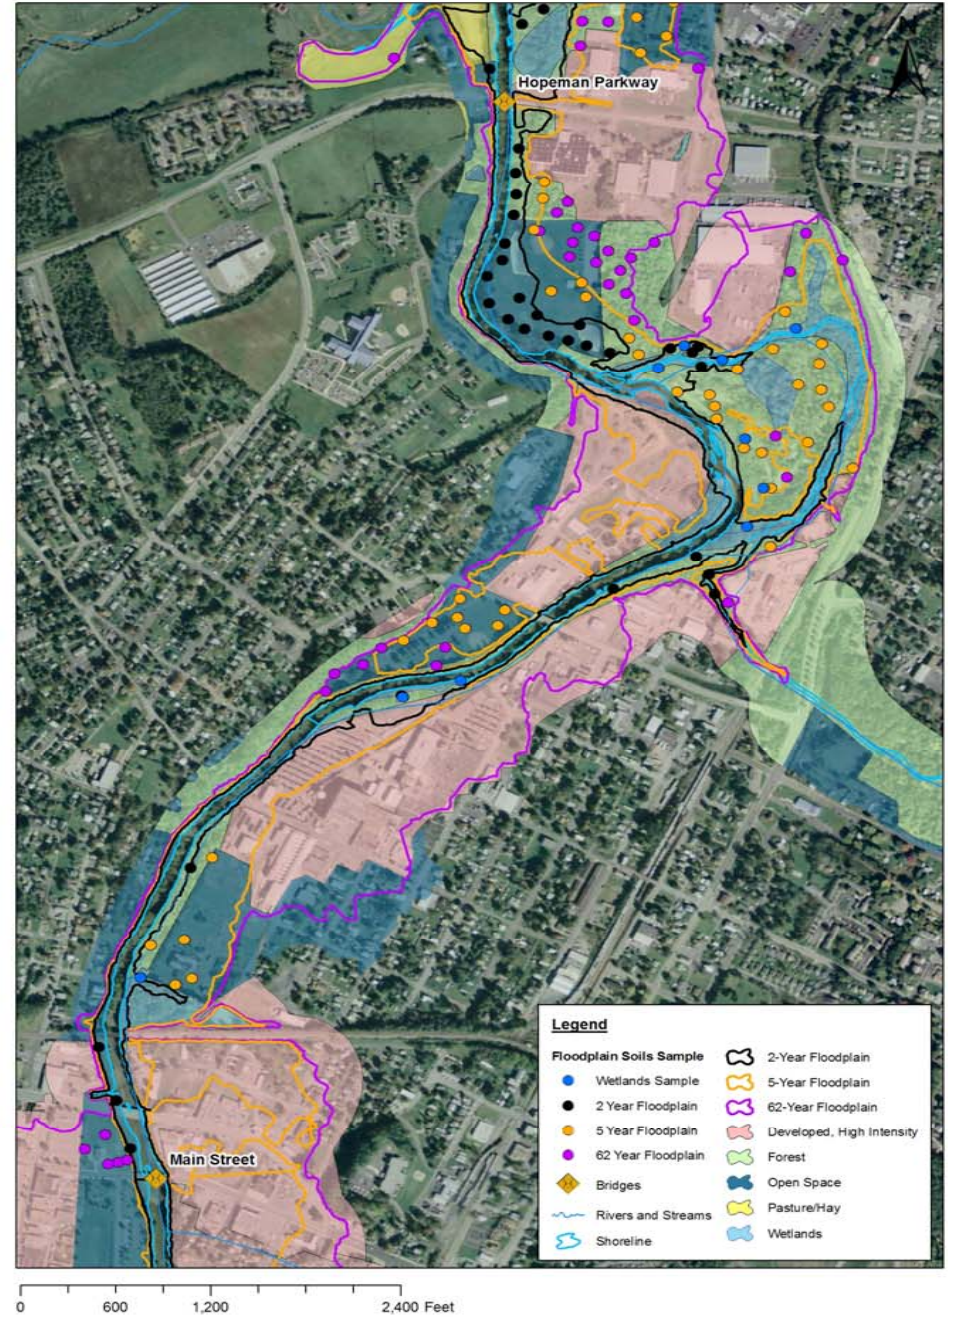 Hopeman Parkway
Main Street
Legend
Floodplain Soils Sample
Wetlands Sample
2 Year Floodplain
5 Year Floodplain
62 Year Floodplain
Bridges
Rivers and Streams
Shoreline
2-Year Floodplain
5-Year Floodplain
62-Year Floodplain
Developed, High Intensity
Forest
Open Space
Pasture/Hay
Wetlands
0 600 1,200 2,400 Feet